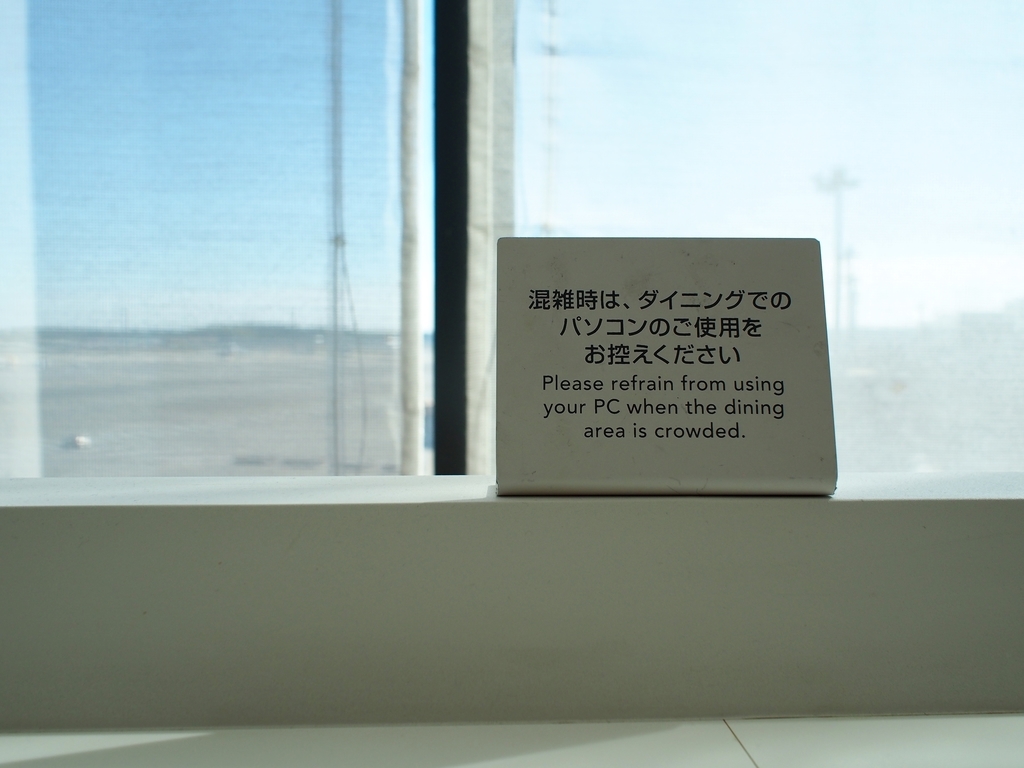 混雑時は、ダイニングでの
パソコンのご使用を
お控えください
Please refrain from using
your PC when the dining
area is crowded.